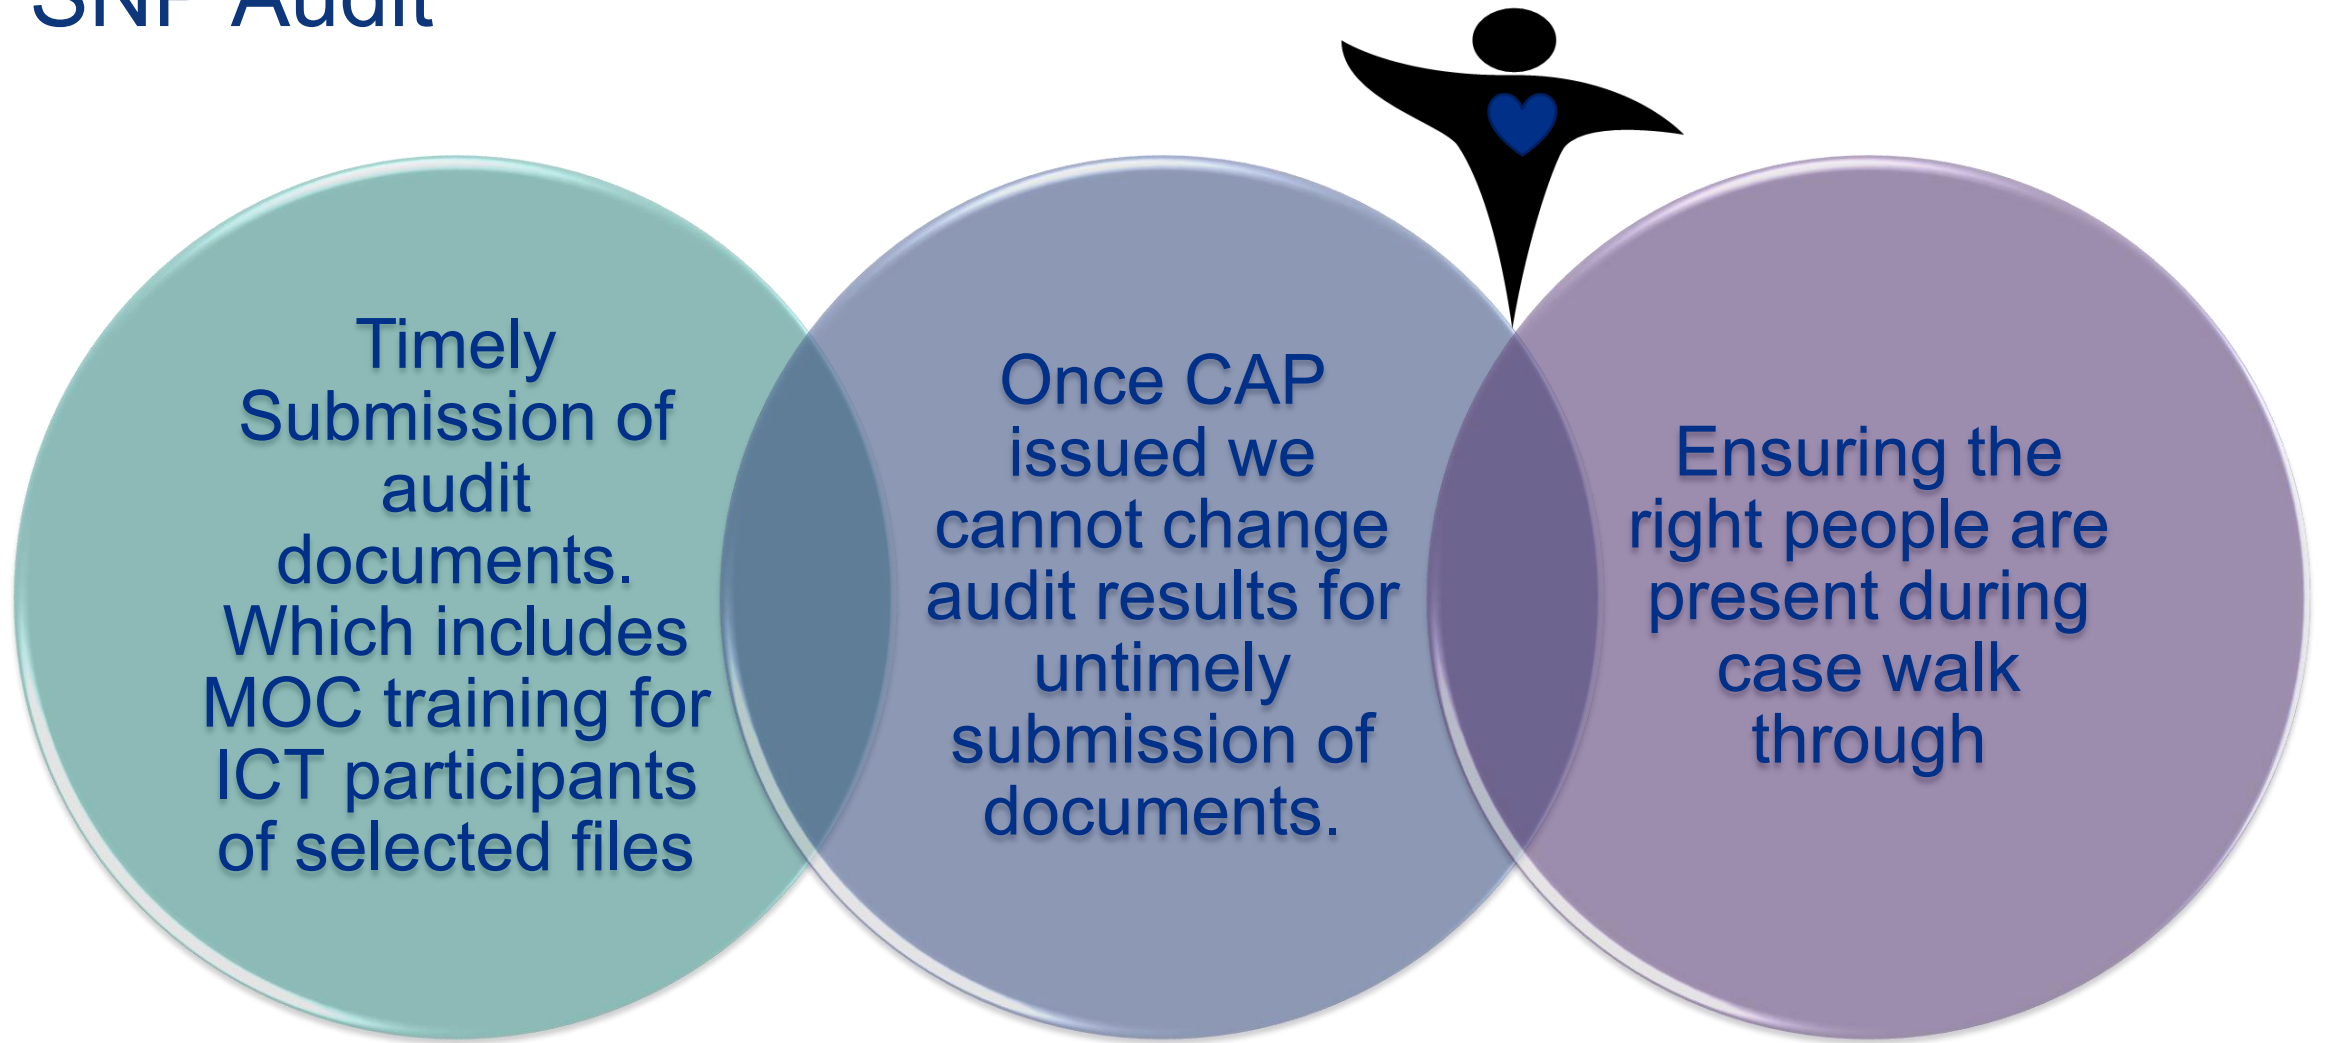 SNP Audit
Timely
Submission of
audit
documents.
Which includes
MOC training for
ICT participants
of selected files
Once CAP
issued we
cannot change
audit results for
untimely
submission of
documents.
Ensuring the
right people are
present during
case walk
through